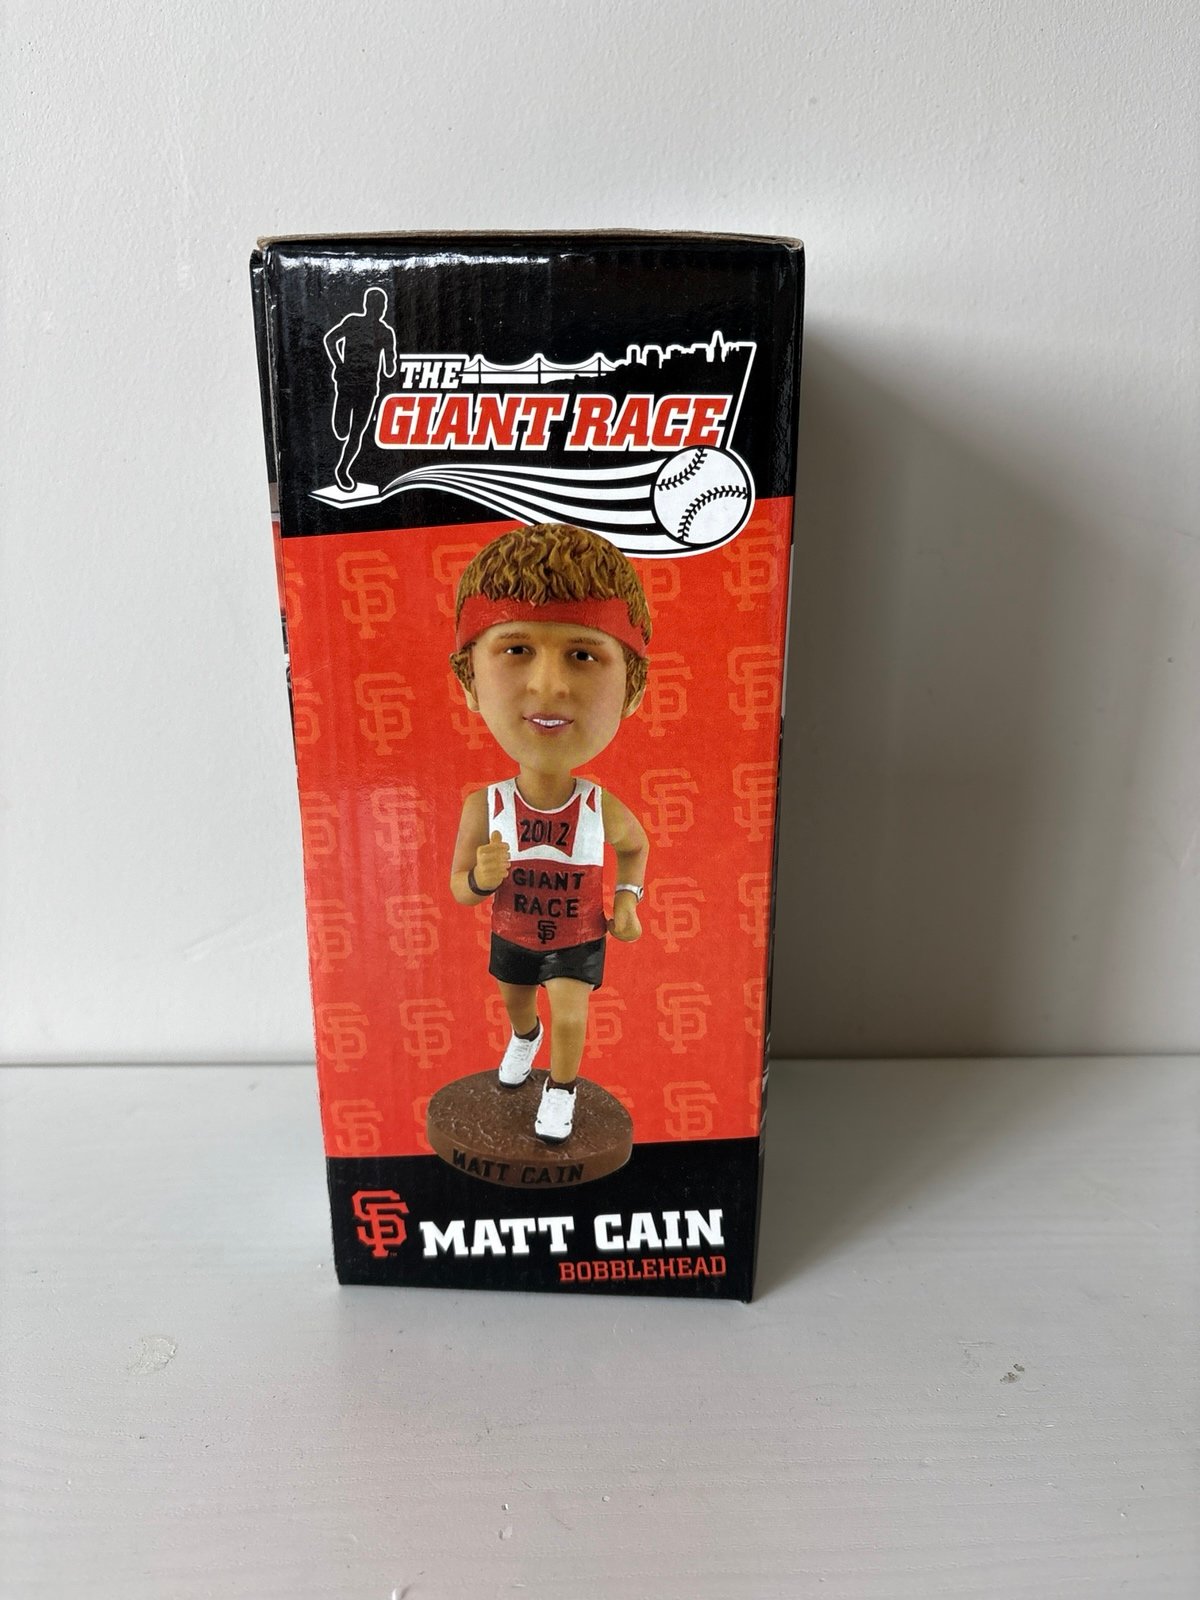 THE
GIANT RACE
2012
GIANT
RACE
SF
MATT CAIN
SF MATT CAIN
BOBBLEHEAD